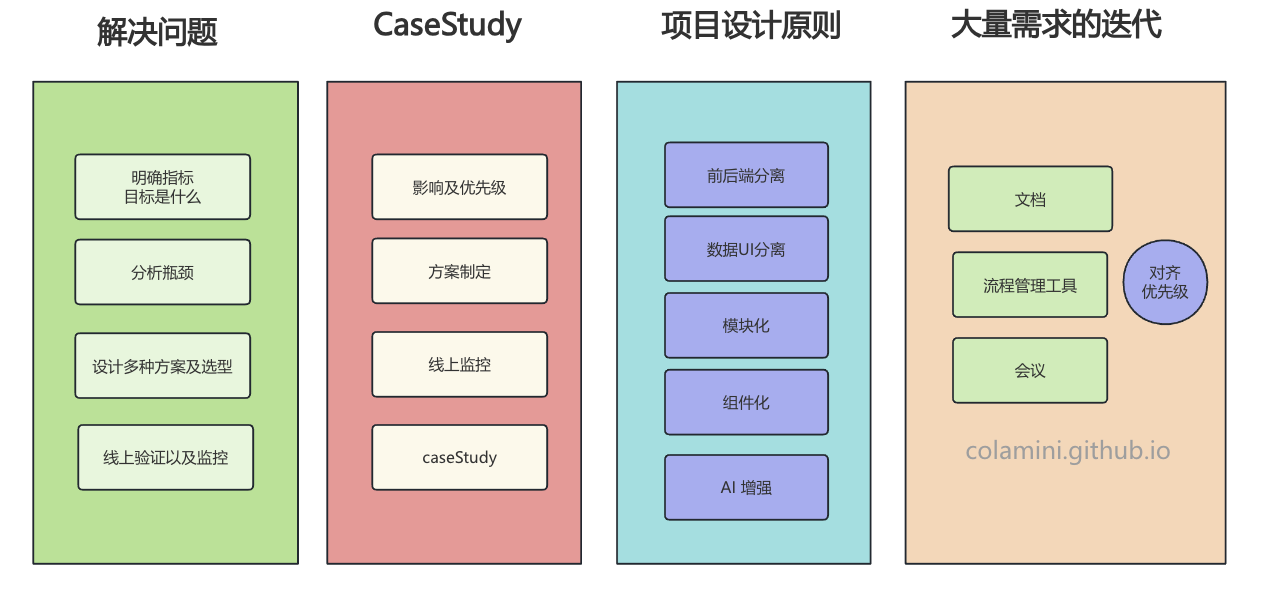 解决问题
明确指标
目标是什么
分析瓶颈
设计多种方案及选型
线上验证以及监控
CaseStudy
影响及优先级
方案制定
线上监控
caseStudy
项目设计原则
前后端分离
数据UI分离
模块化
组件化
AI 增强
大量需求的迭代
文档
流程管理工具
会议
对齐
优先级
colamini.github.io